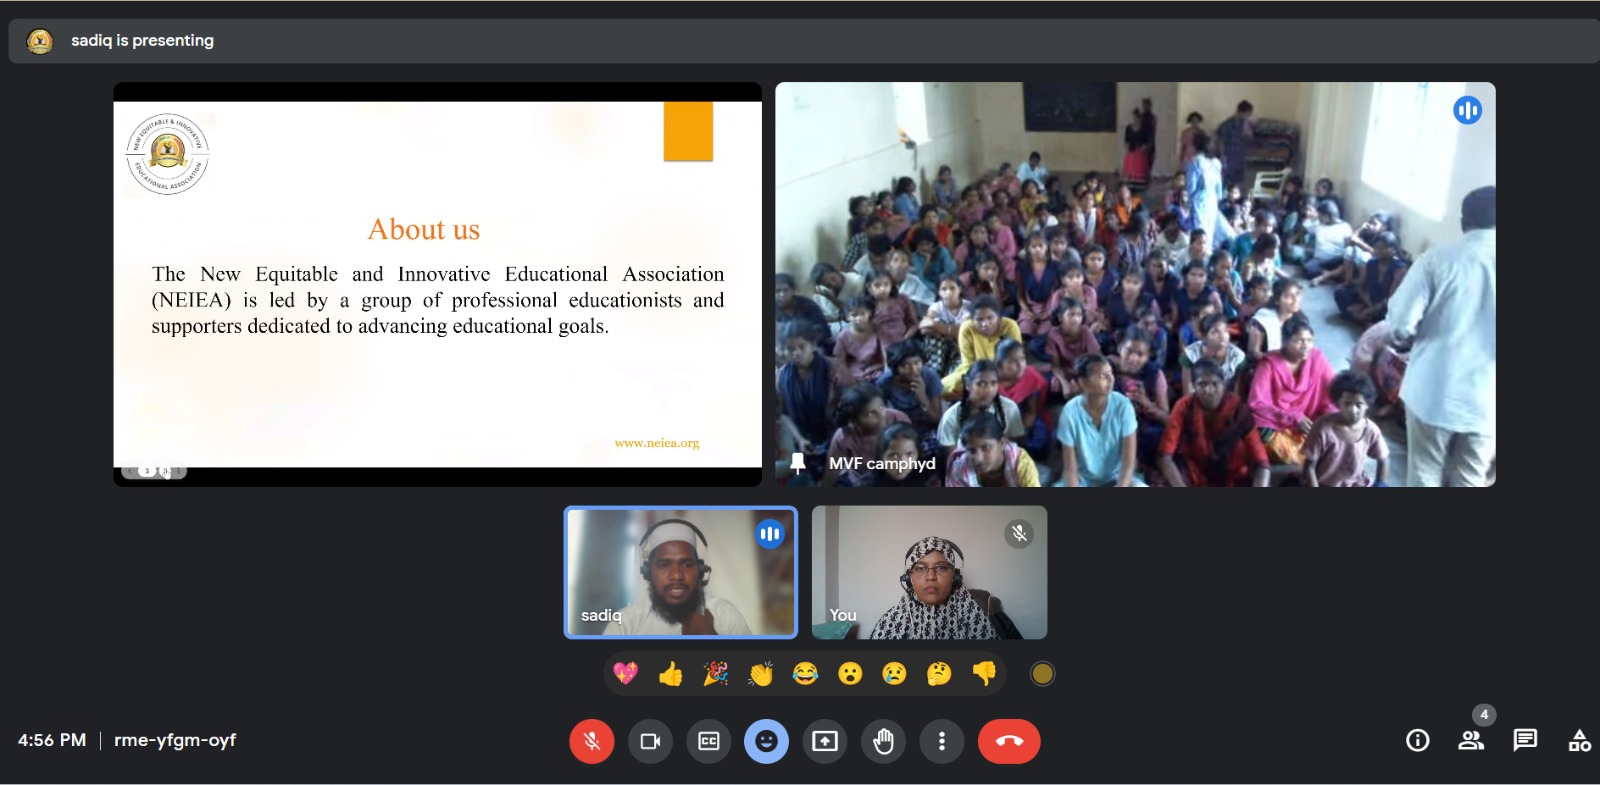 sadiq is presenting
NEW EQUITABLE & INNOVATIVE
EDUCATIONAL ASSOCIATION
About us
The New Equitable and Innovative Educational Association
(NEIEA) is led by a group of professional educationists and
supporters dedicated to advancing educational goals.
www.neiea.org
MVF camphyd
sadiq
You
4:56 PM | rme-yfgm-oyf
CC
4